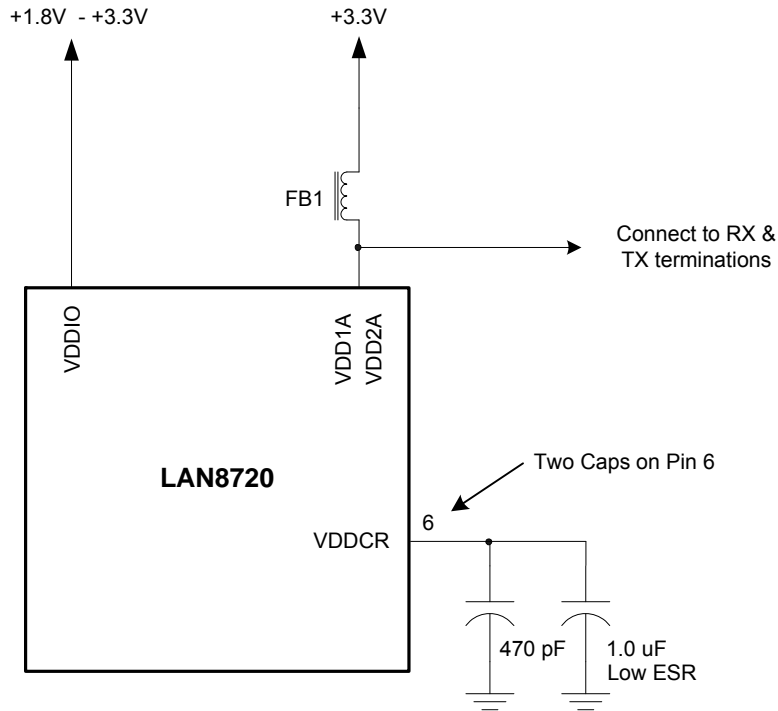 +1.8V - +3.3V
+3.3V
FB1
Connect to RX &
TX terminations
VDDIO
VDD1A
VDD2A
LAN8720
Two Caps on Pin 6
6
VDDCR
470 pF
1.0 uF
Low ESR